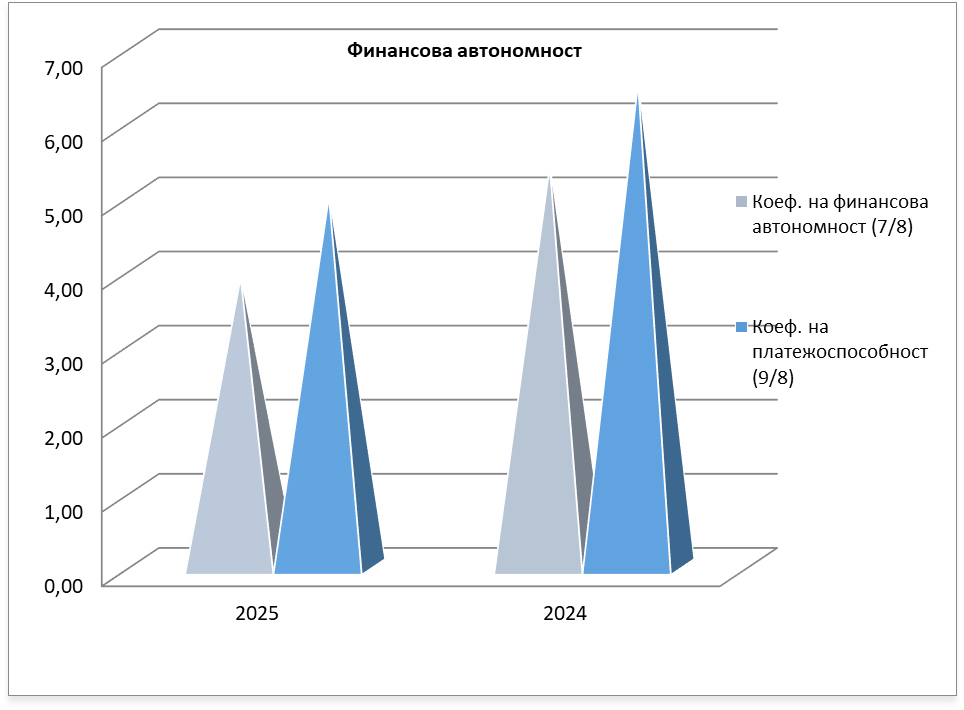 Финансова автономност
7,00
6,00
5,00
4,00
3,00
2,00
1,00
0,00
2025
2024
Коеф. на финансова
автономност (7/8)
Коеф. на
платежоспособност
(9/8)